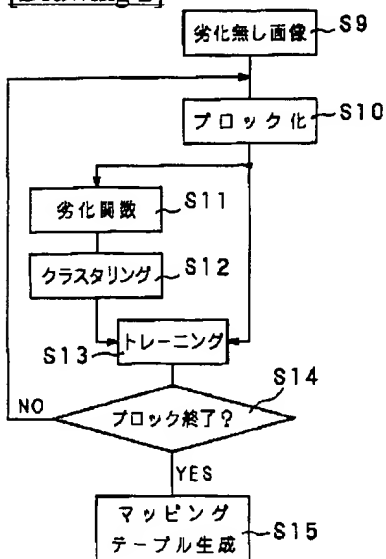 劣化無し画像
S9
ブロック化
S10
劣化関数
S11
クラスタリング
S12
トレーニング
S13
ブロック終了?
S14
NO
YES
マッピング
テーブル生成
S15